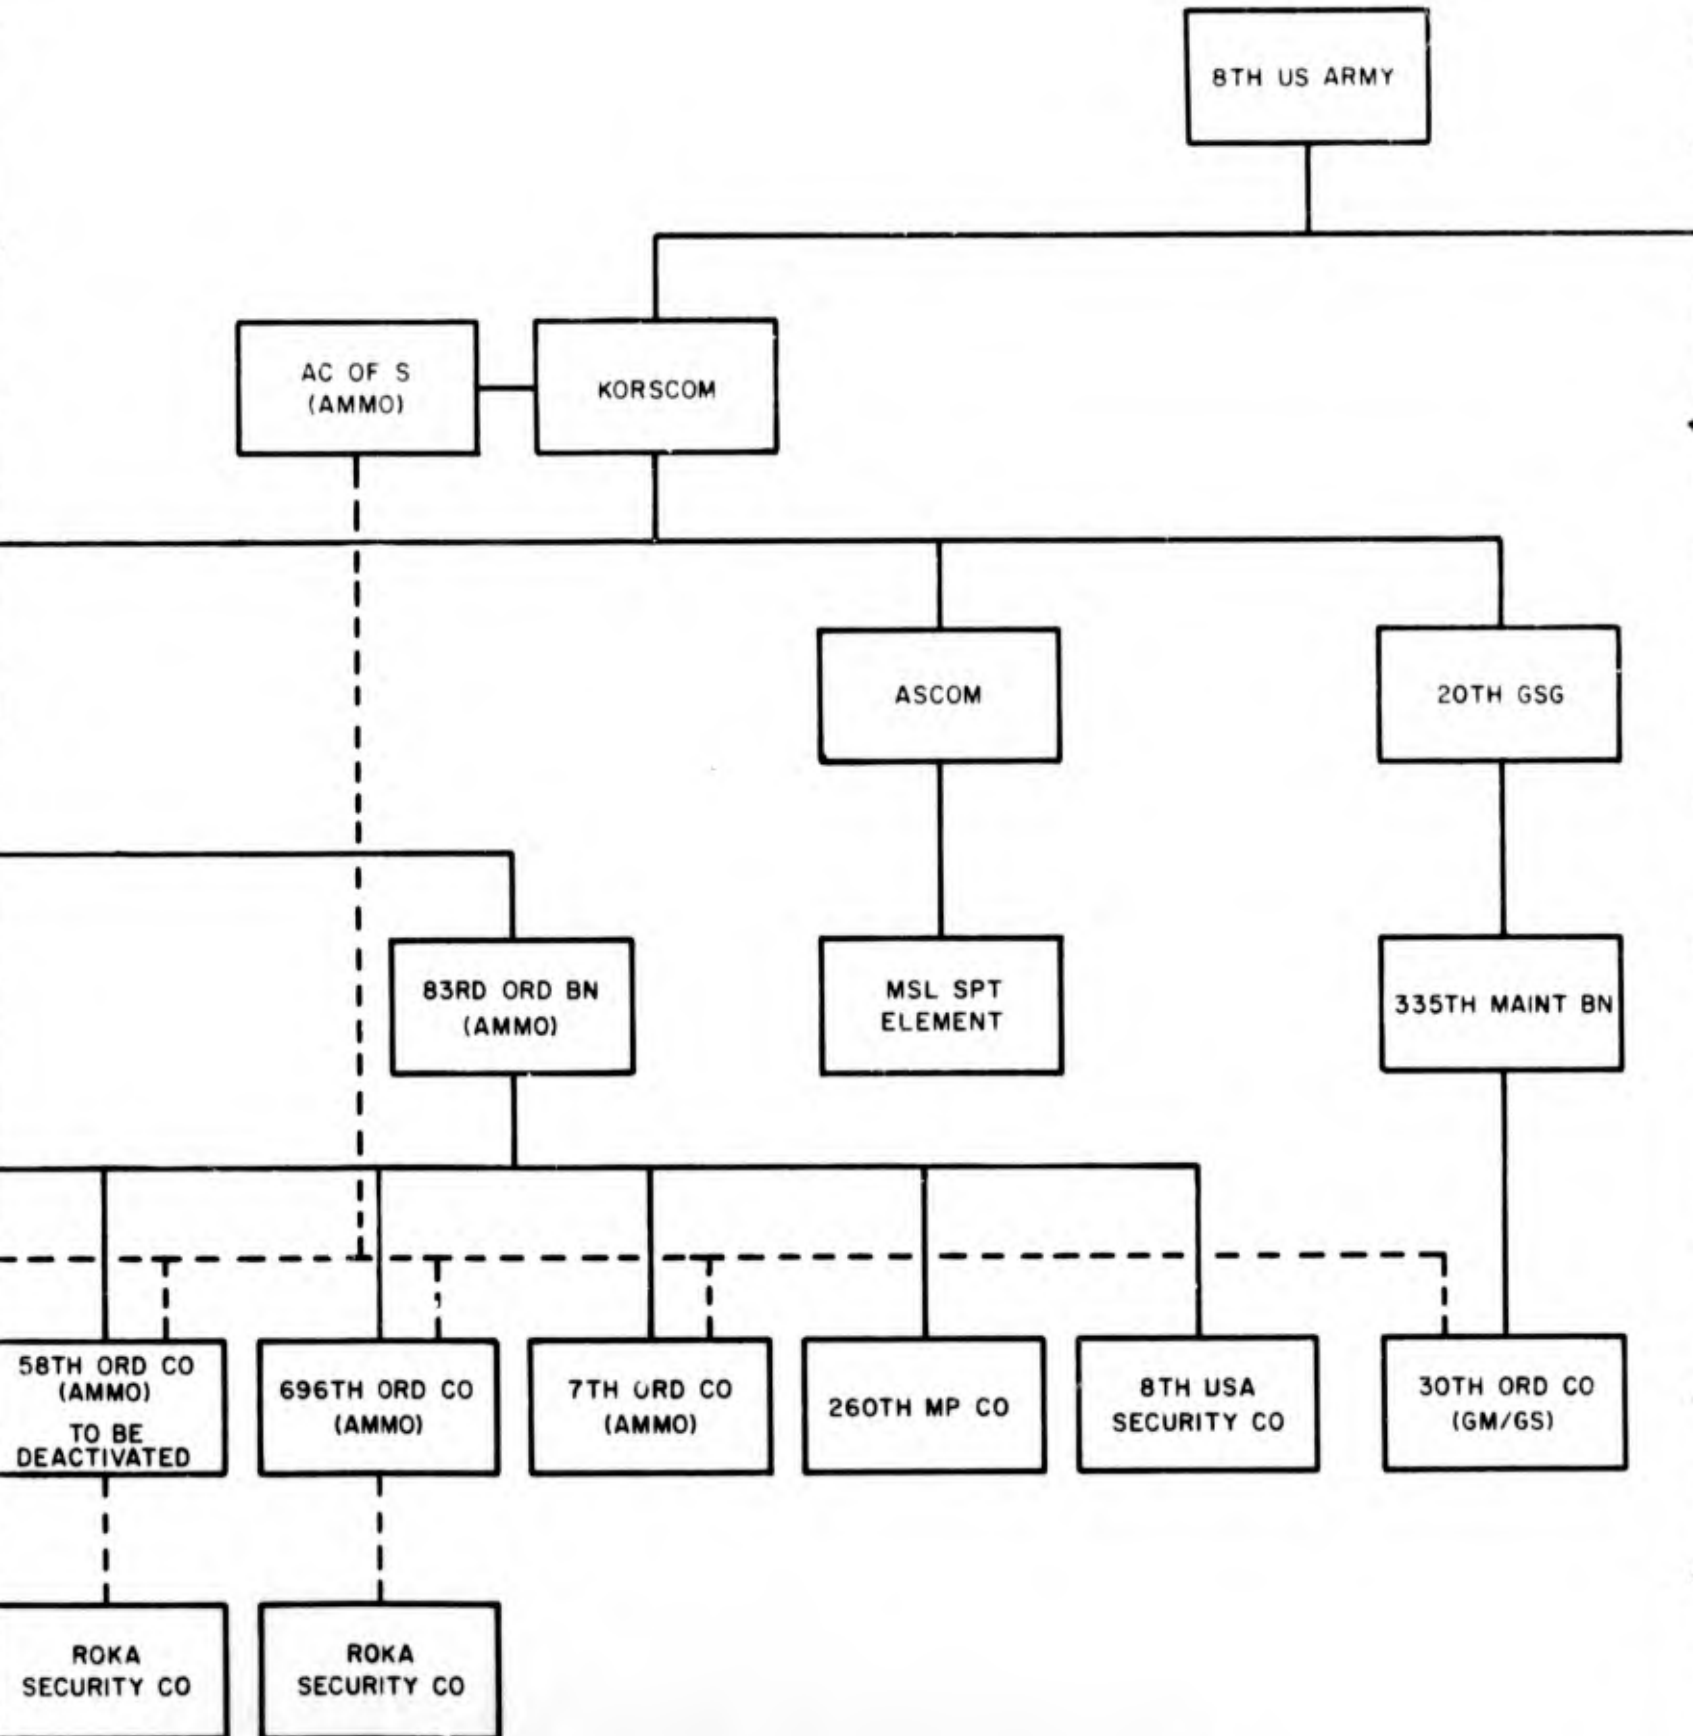 8TH US ARMY
AC OF S
(AMMO)
KORSCOM
ASCOM
20TH GSG
83RD ORD BN
(AMMO)
MSL SPT
ELEMENT
335TH MAINT BN
58TH ORD CO
(AMMO)
TO BE
DEACTIVATED
696TH ORD CO
(AMMO)
7TH ORD CO
(AMMO)
260TH MP CO
8TH USA
SECURITY CO
30TH ORD CO
(GM/GS)
ROKA
SECURITY CO
ROKA
SECURITY CO